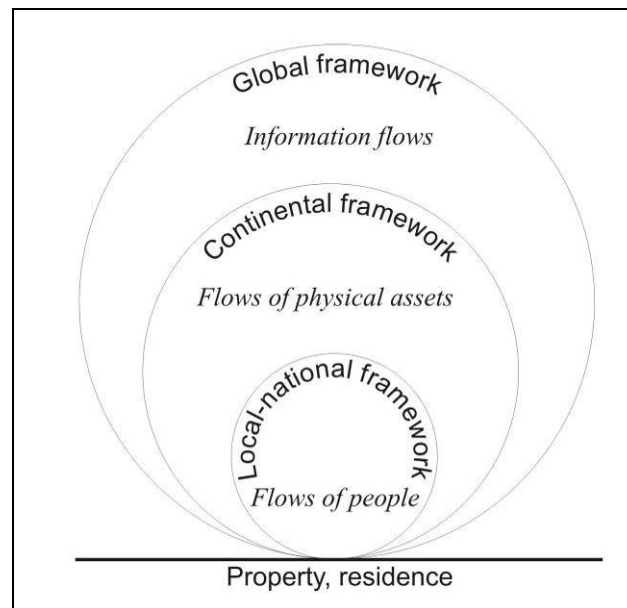 Global framework
Information flows
Continental framework
Flows of physical assets
Local-national framework
Flows of people
Property, residence